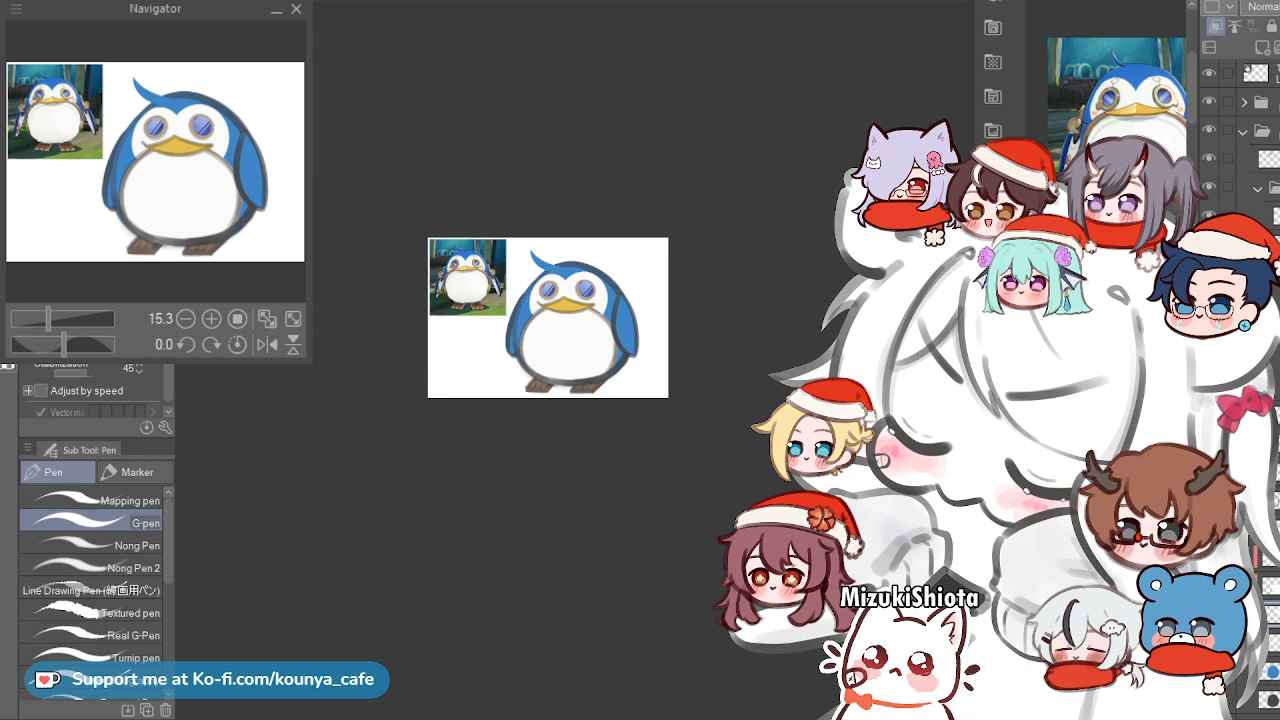 Navigator
15.3
0.0
45
Adjust by speed
Sub Tool: Pen
Pen
Marker
Mapping pen
G-pen
Nong Pen
Nong Pen 2
Line Drawing Pen (線画用ペン)
Textured pen
Real G-Pen
Turnip pen
Support me at Ko-fi.com/kounya_cafe
MizukiShiota